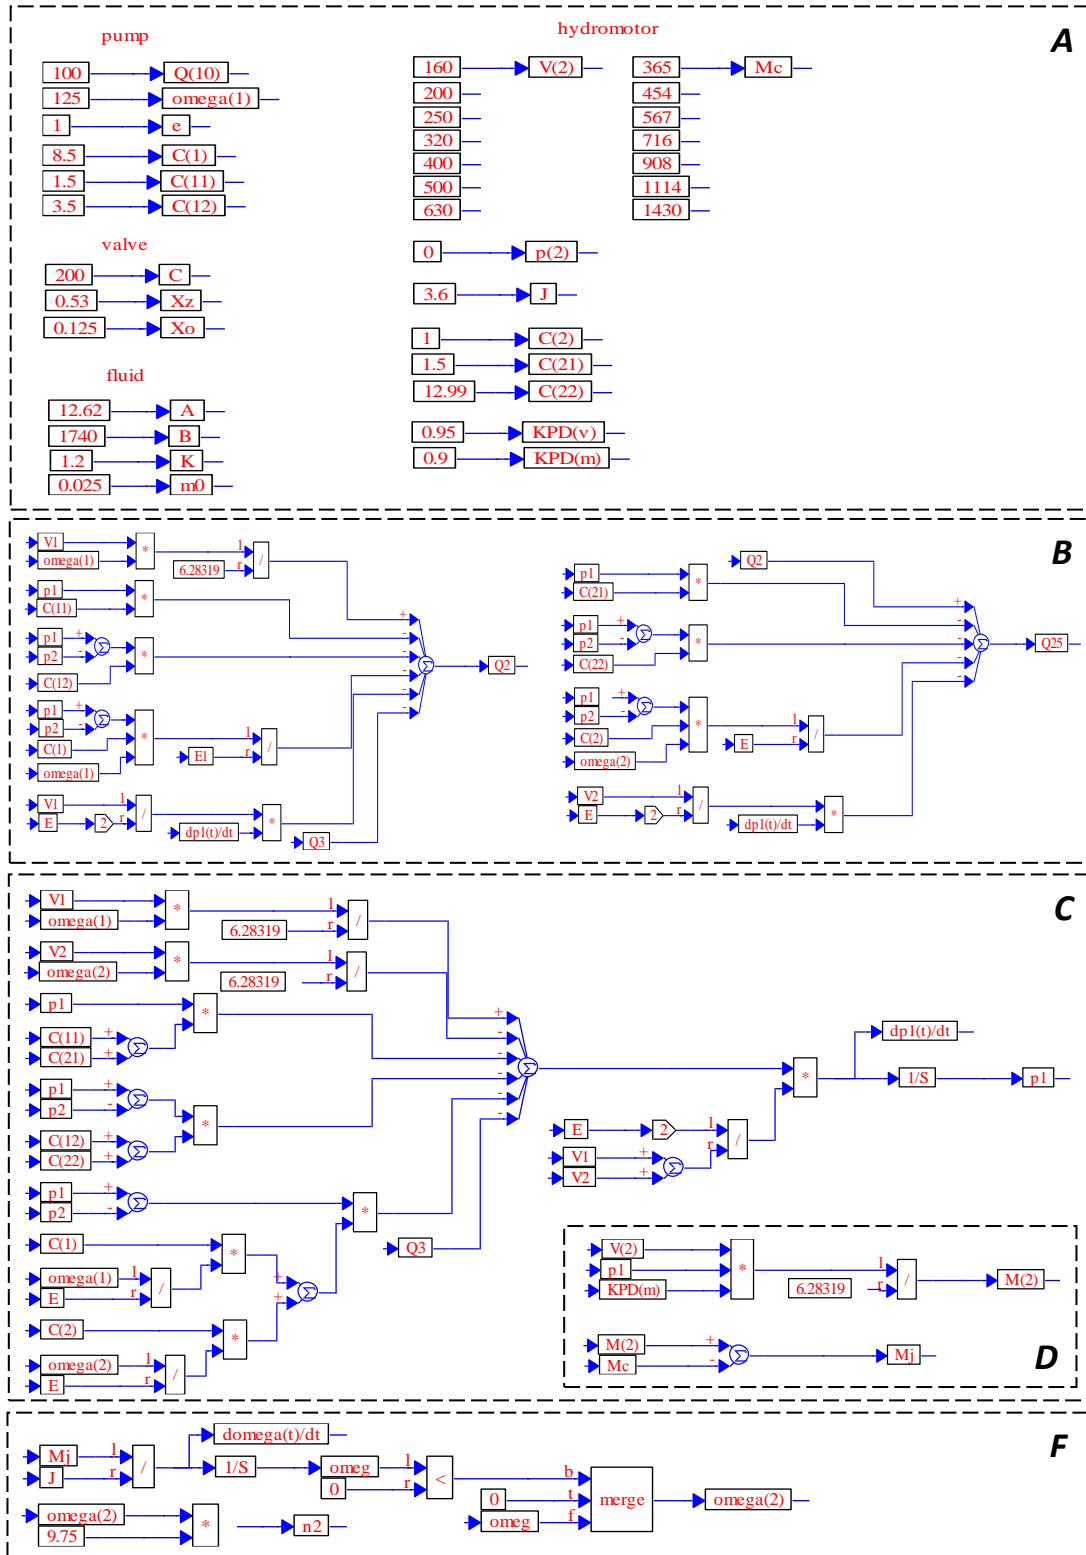 A
pump
100 Q(10)
125 omega(1)
1 e
8.5 C(1)
1.5 C(11)
3.5 C(12)
valve
200 C
0.53 Xz
0.125 Xo
fluid
12.62 A
1740 B
1.2 K
0.025 m0
hydromotor
160 V(2)
200
250
320
400
500
630
365 Mc
454
567
716
908
1114
1430
0 p(2)
3.6 J
1 C(2)
1.5 C(21)
12.99 C(22)
0.95 KPD(v)
0.9 KPD(m)
B
V1
omega(1)
*
6.28319
l
r
/
p1
C(11)
*
p1 +
p2 -
Σ
C(12)
*
p1 +
p2 -
Σ
C(1)
omega(1)
*
E1
l
r
/
V1
E
2
l
r
/
dp1(t)/dt
*
Q3
+
-
-
-
-
-
Σ
Q2
Q2
p1
C(21)
*
p1 +
p2 -
Σ
C(22)
*
p1 +
p2 -
Σ
C(2)
omega(2)
*
E
l
r
/
V2
E
2
l
r
/
dp1(t)/dt
*
+
-
-
-
-
Σ
Q25
C
V1
omega(1)
*
6.28319
l
r
/
V2
omega(2)
*
6.28319
l
r
/
p1
C(11) +
C(21) +
Σ
*
p1 +
p2 -
Σ
C(12) +
C(22) +
Σ
*
p1 +
p2 -
Σ
*
C(1)
omega(1) l
E r
/
*
C(2)
omega(2) l
E r
/
*
+
+
Σ
Q3
+
-
-
-
-
-
Σ
E
2
V1 +
V2 +
Σ
l
r
/
*
dp1(t)/dt
1/S
p1
D
V(2)
p1
KPD(m)
*
6.28319
l
r
/
M(2)
M(2) +
Mc -
Σ
Mj
F
Mj l
J r
/
domega(t)/dt
1/S
omeg l
0 r
<
0
omeg
b
t
f
merge
omega(2)
omega(2)
9.75
*
n2